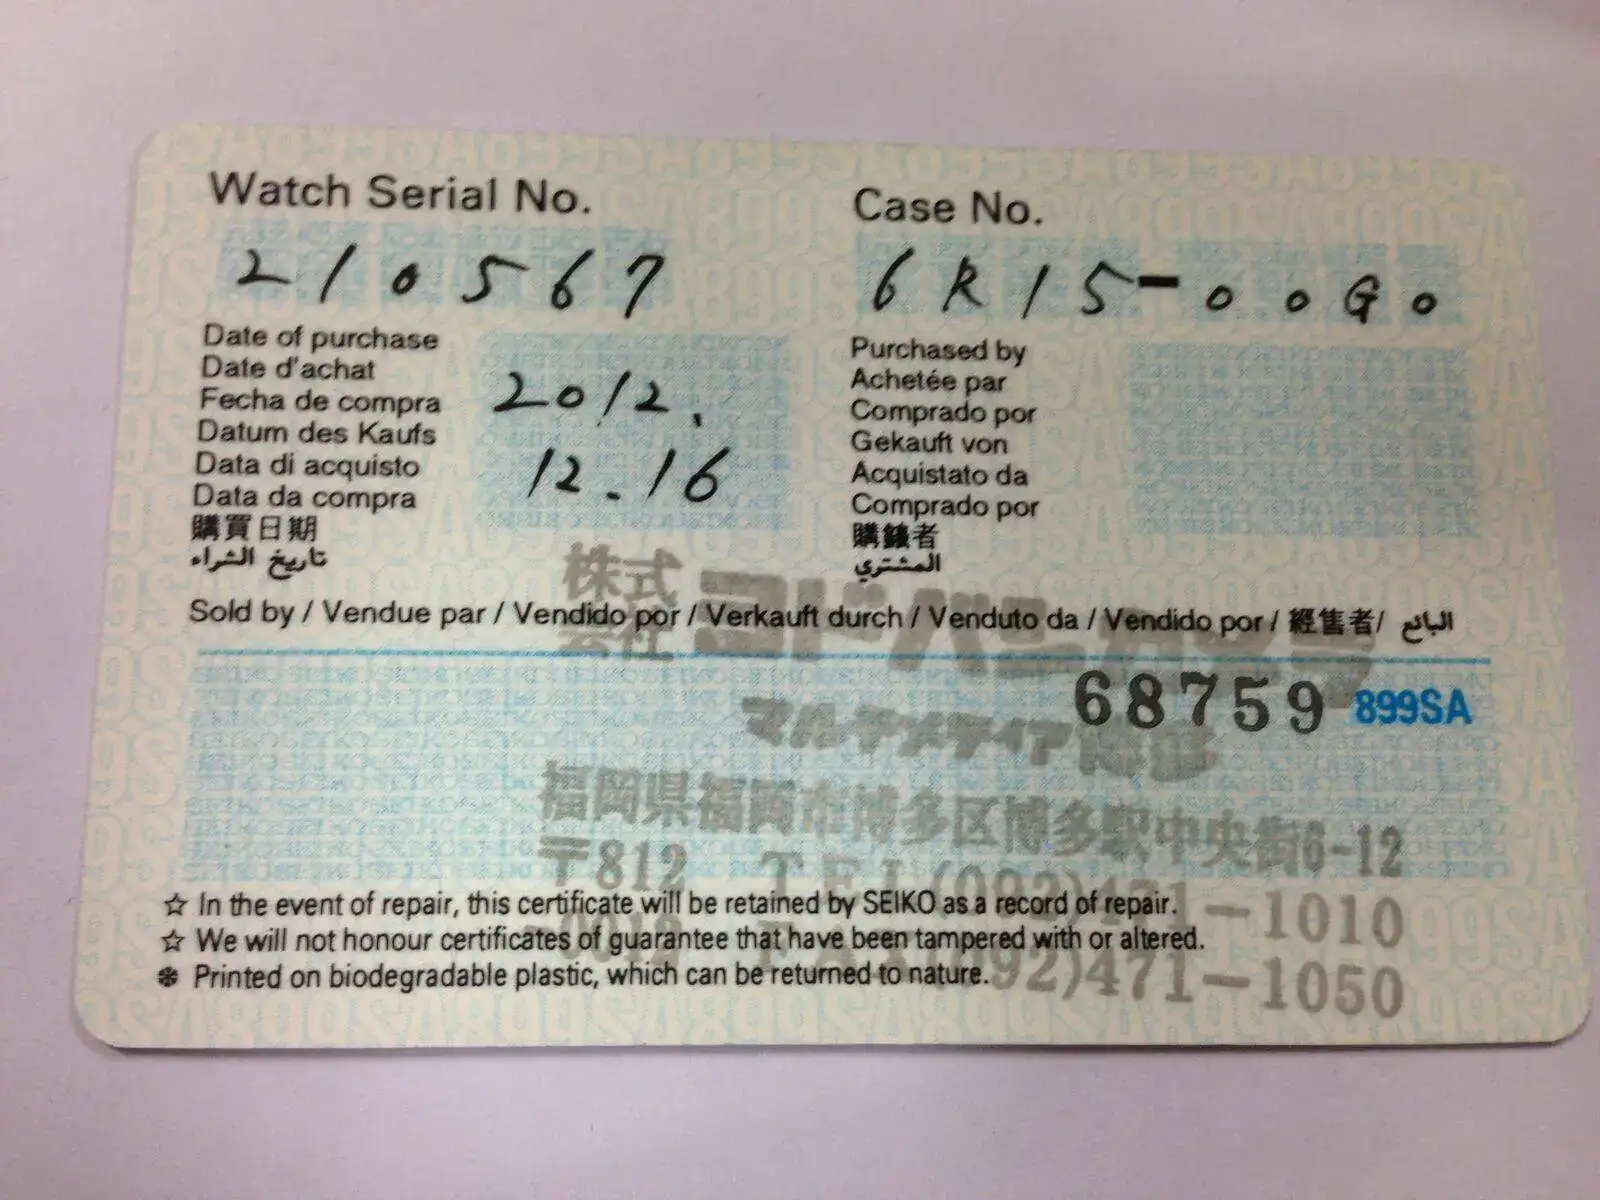 Watch Serial No.
210567
Case No.
6R15-00G0
Date of purchase
Date d'achat
Fecha de compra
Datum des Kaufs
Data di acquisto
Data da compra
購買日期
تاريخ الشراء
2012.
12.16
Purchased by
Achetée par
Comprado por
Gekauft von
Acquistato da
Comprado por
المشتري
Sold by / Vendue par / Vendido por / Verkauft durch / Venduto da / Vendido por / 經售者/ البائع
株式会社 ヨドバシカメラ
68759 899SA
マルチメディア博多
福岡県福岡市博多区博多駅中央街6-12
〒812 TEL(092)471-1010
FAX(092)471-1050
☆ In the event of repair, this certificate will be retained by SEIKO as a record of repair.
☆ We will not honour certificates of guarantee that have been tampered with or altered.
❄ Printed on biodegradable plastic, which can be returned to nature.